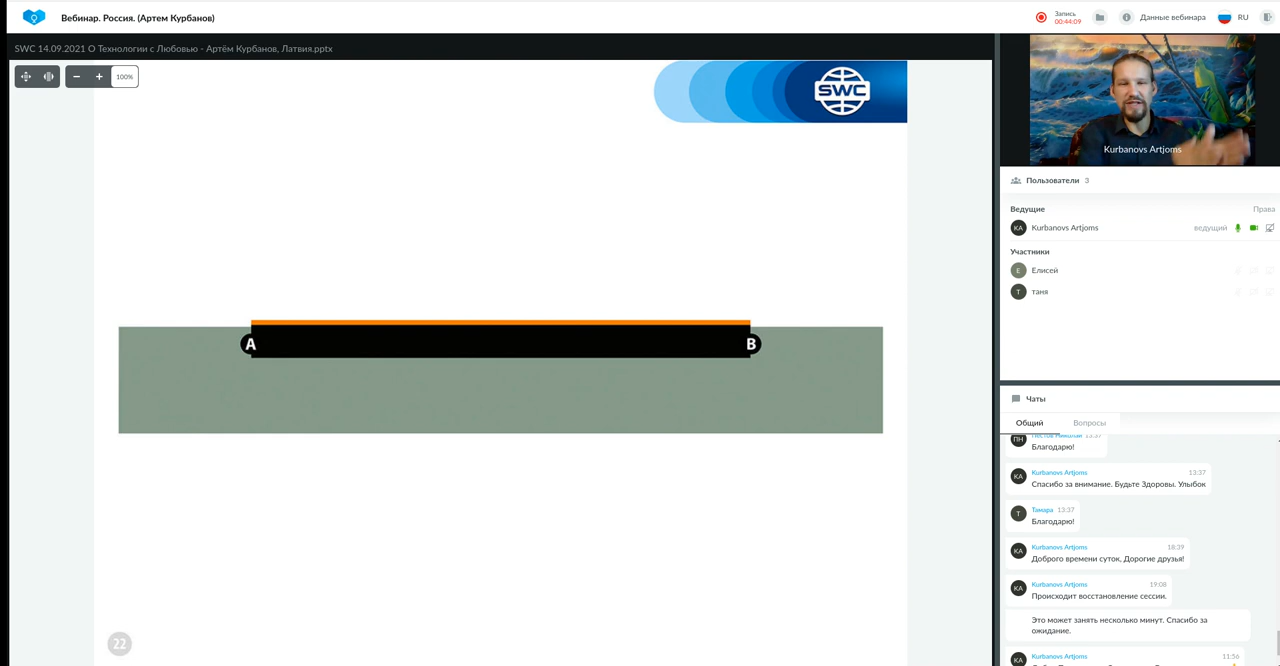 Вебинар. Россия. (Артем Курбанов)
Запись
00:44:09
Данные вебинара
RU
SWC 14.09.2021 О Технологии с Любовью - Артём Курбанов, Латвия.pptx
100%
SWC
A
B
22
Kurbanovs Artjoms
Пользователи 3
Ведущие
Права
KA
Kurbanovs Artjoms
ведущий
Участники
Е
Елисей
Т
таня
Чаты
Общий
Вопросы
ПН
13:37
Благодарю!
KA
Kurbanovs Artjoms 13:37
Спасибо за внимание. Будьте Здоровы. Улыбок
Т
Тамара 13:37
Благодарю!
KA
Kurbanovs Artjoms 18:39
Доброго времени суток, Дорогие друзья!
KA
Kurbanovs Artjoms 19:08
Происходит восстановление сессии.
Это может занять несколько минут. Спасибо за
ожидание.
KA
Kurbanovs Artjoms 11:56